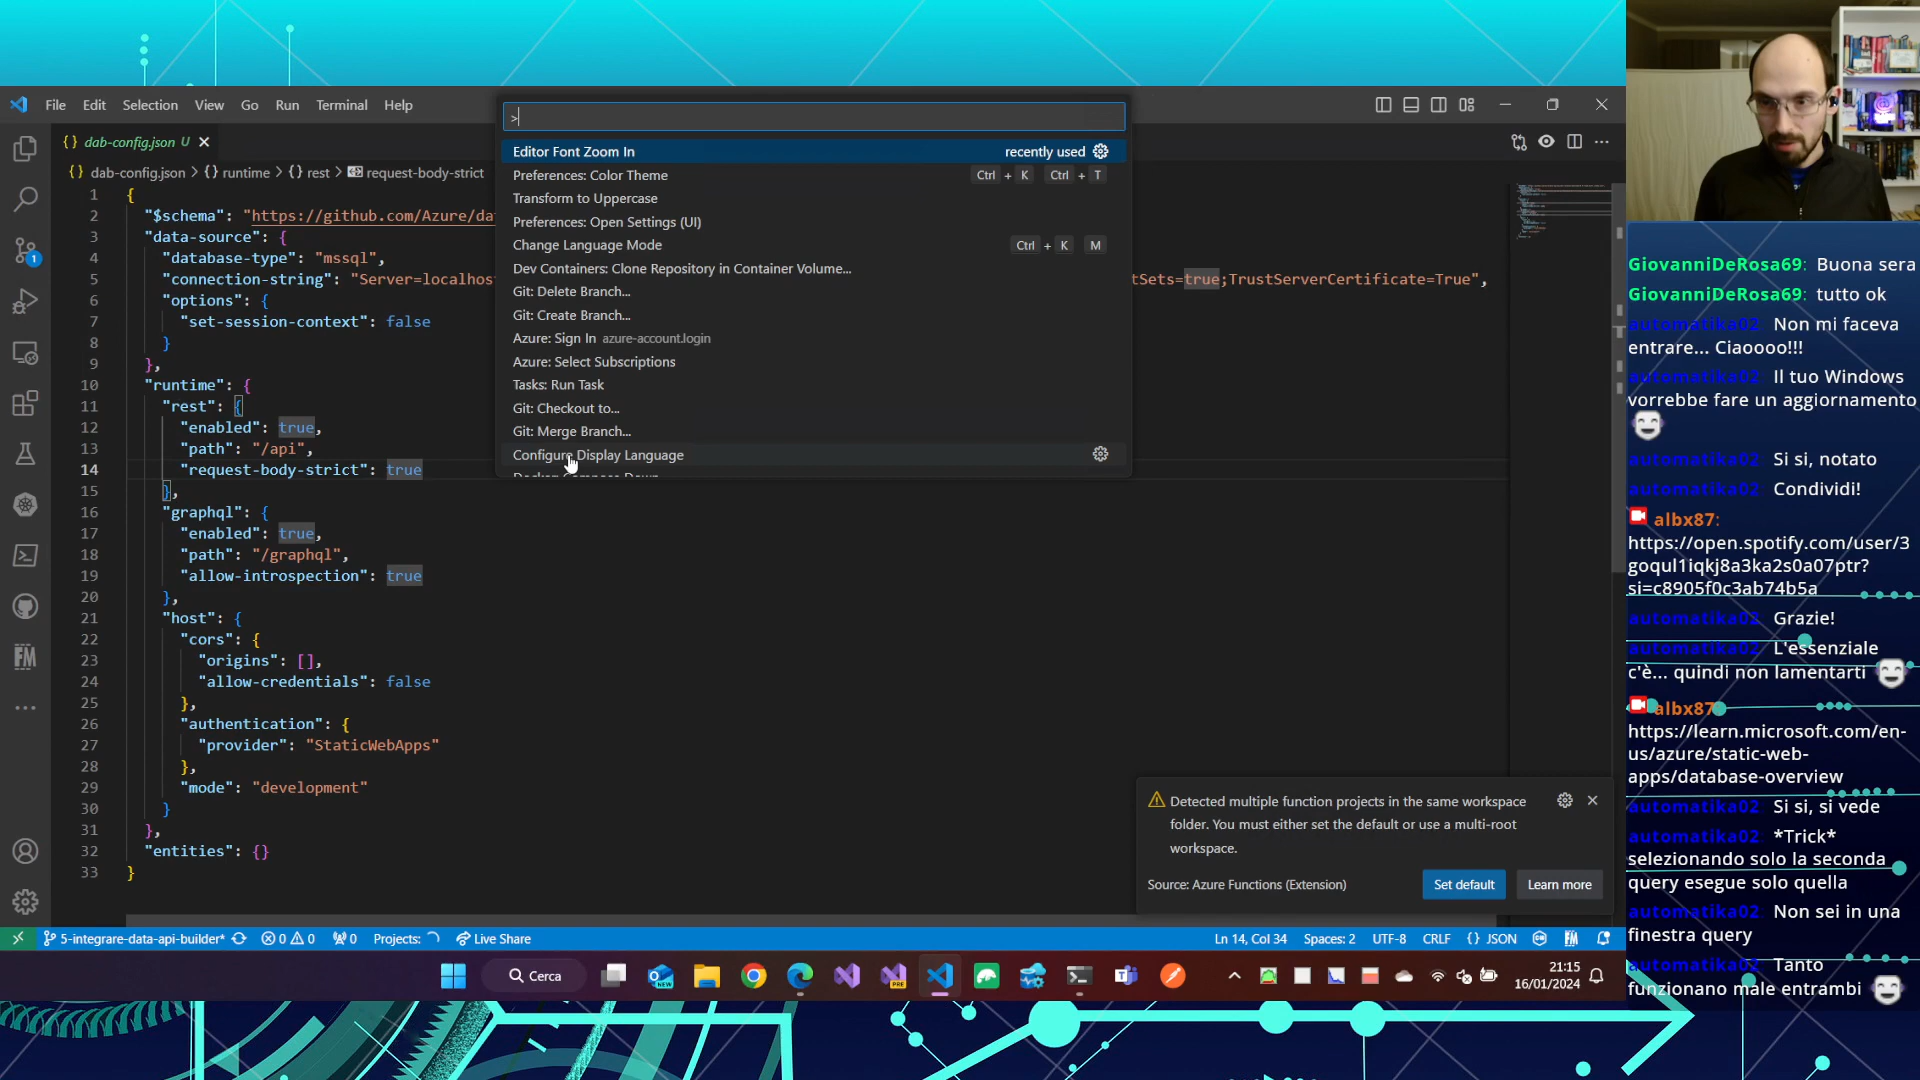 File Edit Selection View Go Run Terminal Help
>
{} dab-config.json U
{} dab-config.json > {} runtime > {} rest > request-body-strict
Editor Font Zoom In recently used
Preferences: Color Theme Ctrl + K Ctrl + T
Transform to Uppercase
Preferences: Open Settings (UI)
Change Language Mode Ctrl + K M
Dev Containers: Clone Repository in Container Volume...
Git: Delete Branch...
Git: Create Branch...
Azure: Sign In azure-account.login
Azure: Select Subscriptions
Tasks: Run Task
Git: Checkout to...
Git: Merge Branch...
Configure Display Language
1 {
2 "$schema": "https://github.com/Azure/da
3 "data-source": {
4 "database-type": "mssql",
5 "connection-string": "Server=localhos tSets=true;TrustServerCertificate=True",
6 "options": {
7 "set-session-context": false
8 }
9 },
10 "runtime": {
11 "rest": {
12 "enabled": true,
13 "path": "/api",
14 "request-body-strict": true
15 },
16 "graphql": {
17 "enabled": true,
18 "path": "/graphql",
19 "allow-introspection": true
20 },
21 "host": {
22 "cors": {
23 "origins": [],
24 "allow-credentials": false
25 },
26 "authentication": {
27 "provider": "StaticWebApps"
28 },
29 "mode": "development"
30 }
31 },
32 "entities": {}
33 }
Detected multiple function projects in the same workspace
folder. You must either set the default or use a multi-root
workspace.
Source: Azure Functions (Extension) Set default Learn more
1
5-integrare-data-api-builder* 0 0 0 Projects: Live Share Ln 14, Col 34 Spaces: 2 UTF-8 CRLF {} JSON
Cerca
NEW
PRE
21:15
16/01/2024
GiovanniDeRosa69: Buona sera
GiovanniDeRosa69: tutto ok
automatika02 Non mi faceva
entrare... Ciaoooo!!!
automatika02 Il tuo Windows
vorrebbe fare un aggiornamento
automatika02 Si si, notato
automatika02 Condividi!
albx87:
https://open.spotify.com/user/3
goqul1iqkj8a3ka2s0a07ptr?
si=c8905f0c3ab74b5a
automatika02 Grazie!
automatika02 L'essenziale
c'è... quindi non lamentarti
albx87
https://learn.microsoft.com/en-
us/azure/static-web-
apps/database-overview
automatika02 Si si, si vede
automatika02 *Trick*
selezionando solo la seconda
query esegue solo quella
automatika02 Non sei in una
finestra query
automatika02 Tanto
funzionano male entrambi